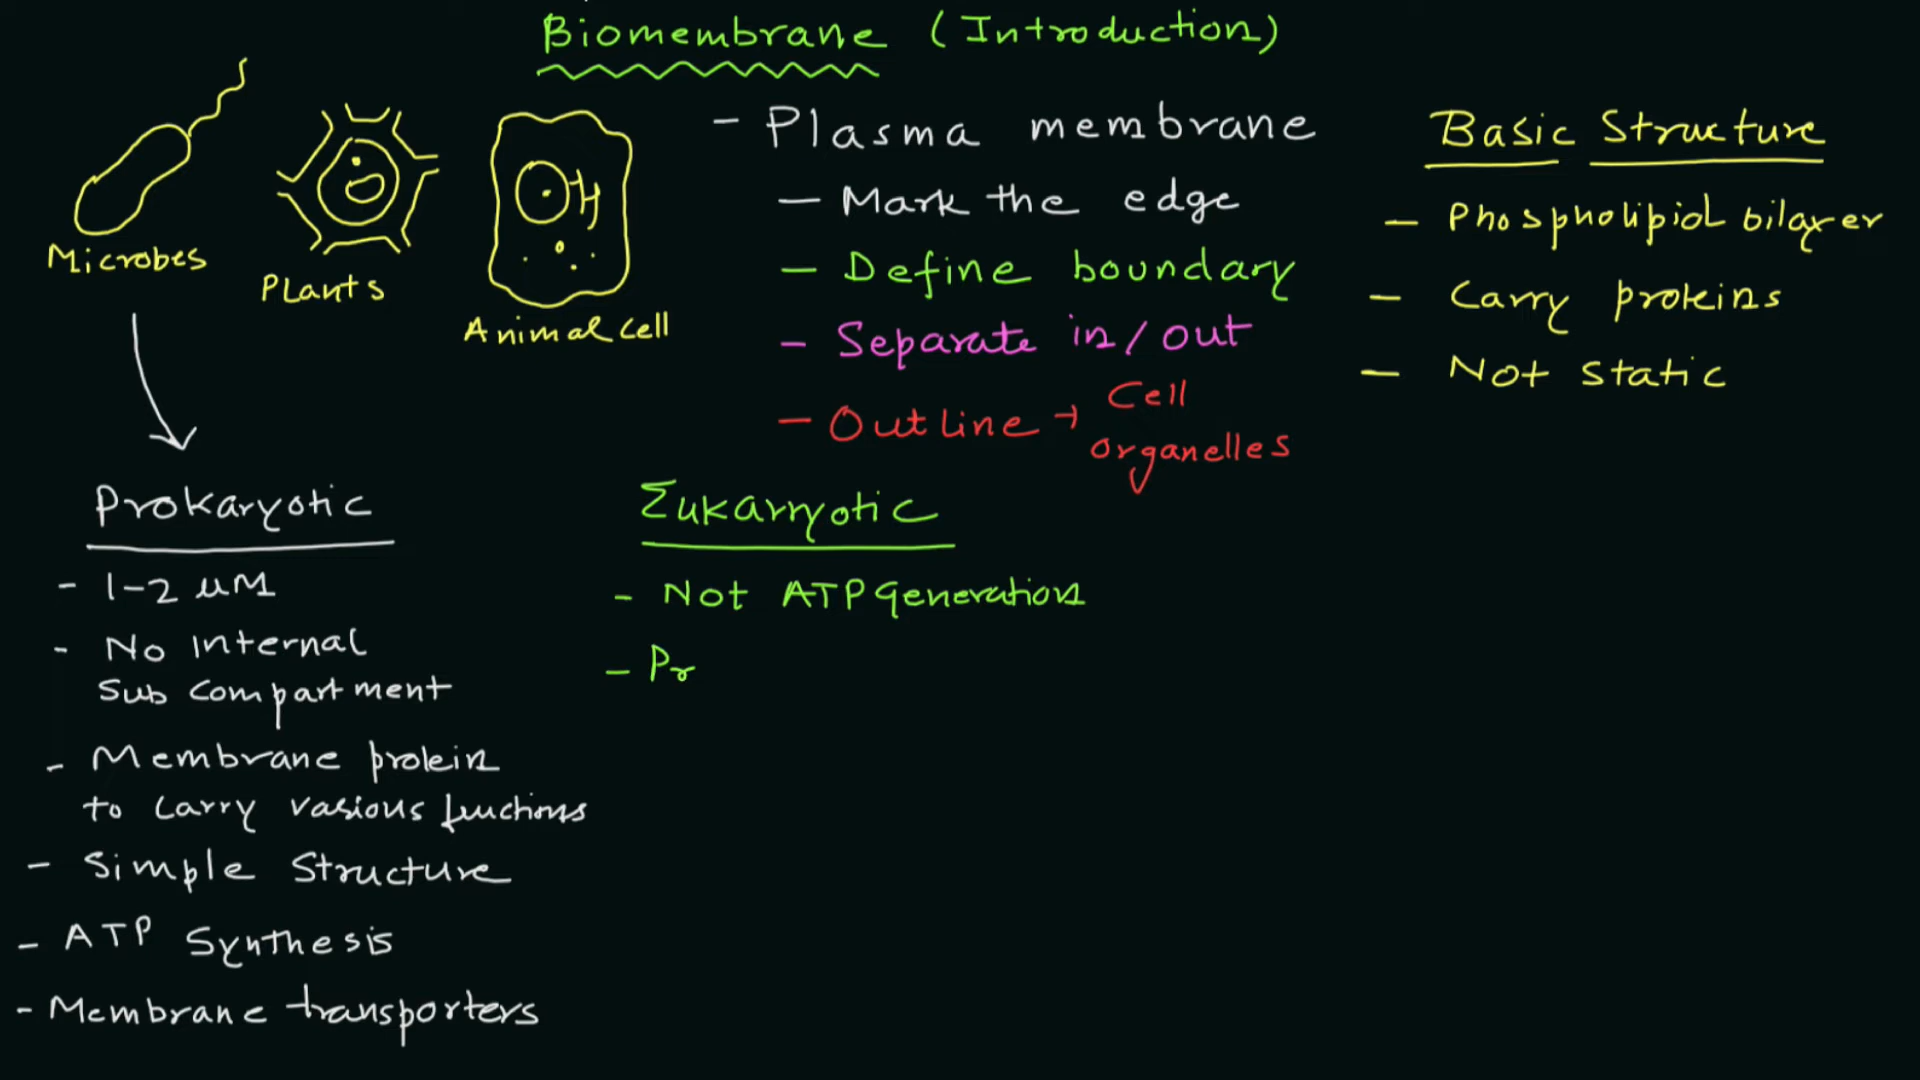 Biomembrane (Introduction)
Microbes
Plants
Animal cell
- Plasma membrane
- Mark the edge
- Define boundary
- Separate in/out
- Outline → Cell
organelles
Basic Structure
- Phospholipid bilayer
- Carry proteins
- Not static
Prokaryotic
- 1-2 μM
- No internal
Sub compartment
- Membrane protein
to carry various functions
- Simple structure
- ATP Synthesis
- Membrane transporters
Eukaryotic
- Not ATP generation
- Pr